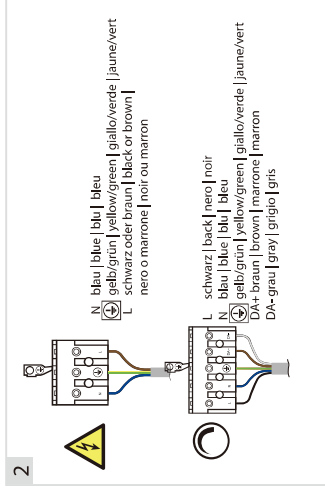 2
N blau | blue | blu | bleu
gelb/grün | yellow/green | giallo/verde | jaune/vert
L schwarz oder braun | black or brown |
nero o marrone | noir ou marron
L schwarz | back | nero | noir
N blau | blue | blu | bleu
gelb/grün | yellow/green | giallo/verde | jaune/vert
DA+ braun | brown | marrone | marron
DA- grau | gray | grigio | gris